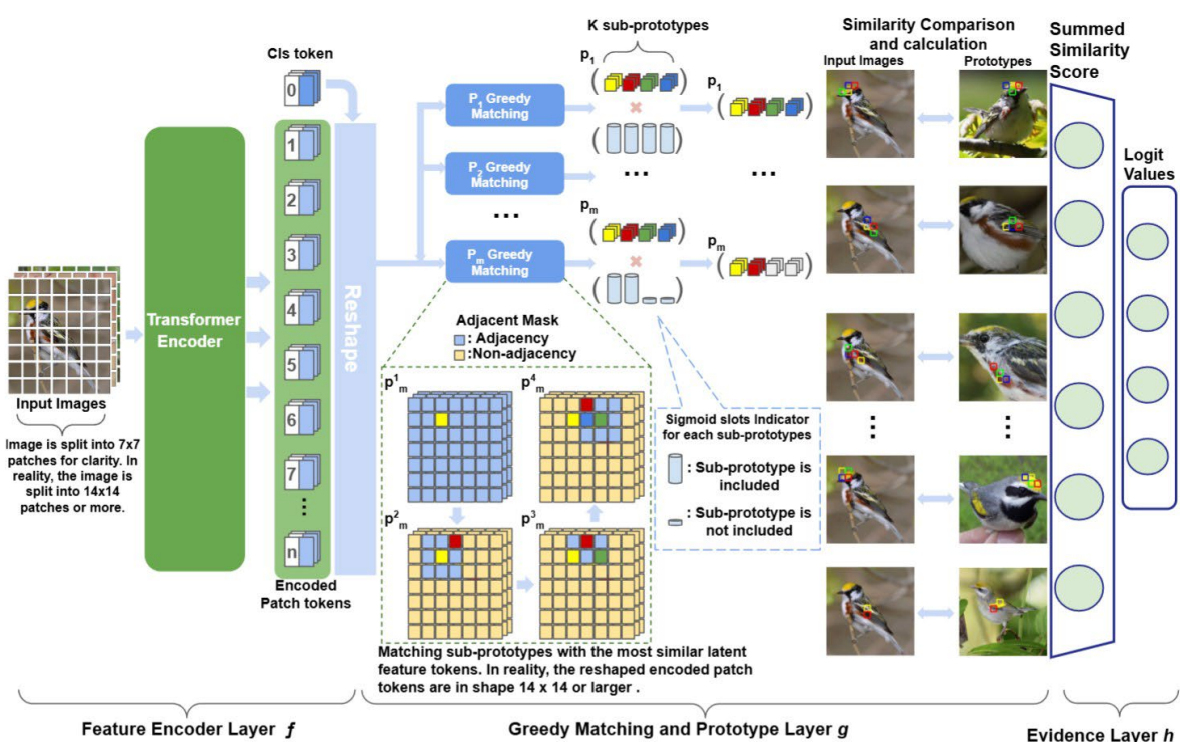 Cls token
0
1
2
3
4
5
6
7
n
Transformer
Encoder
Input Images
Image is split into 7x7
patches for clarity. In
reality, the image is
split into 14x14
patches or more.
Encoded
Patch tokens
Reshape
P1 Greedy
Matching
P2 Greedy
Matching
...
Pm Greedy
Matching
K sub-prototypes
p1
p1
...
...
pm
pm
Adjacent Mask
: Adjacency
: Non-adjacency
p1m
p4m
p2m
p3m
Matching sub-prototypes with the most similar latent
feature tokens. In reality, the reshaped encoded patch
tokens are in shape 14 x 14 or larger .
Sigmoid slots Indicator
for each sub-prototypes
: Sub-prototype is
included
: Sub-prototype is
not included
Similarity Comparison
and calculation
Input Images
Prototypes
Summed
Similarity
Score
Logit
Values
Feature Encoder Layer f
Greedy Matching and Prototype Layer g
Evidence Layer h